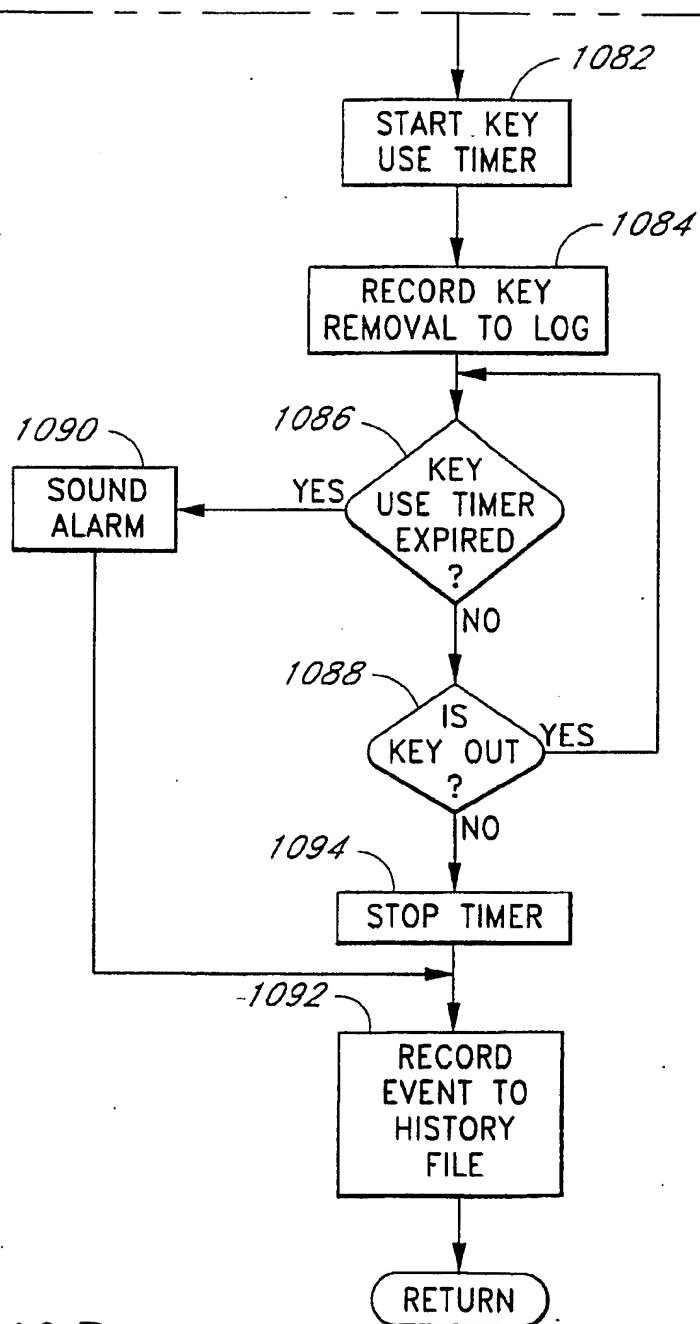 1082
START KEY
USE TIMER
1084
RECORD KEY
REMOVAL TO LOG
1086
KEY
USE TIMER
EXPIRED
?
YES
1090
SOUND
ALARM
NO
1088
IS
KEY OUT
?
YES
NO
1094
STOP TIMER
1092
RECORD
EVENT TO
HISTORY
FILE
RETURN